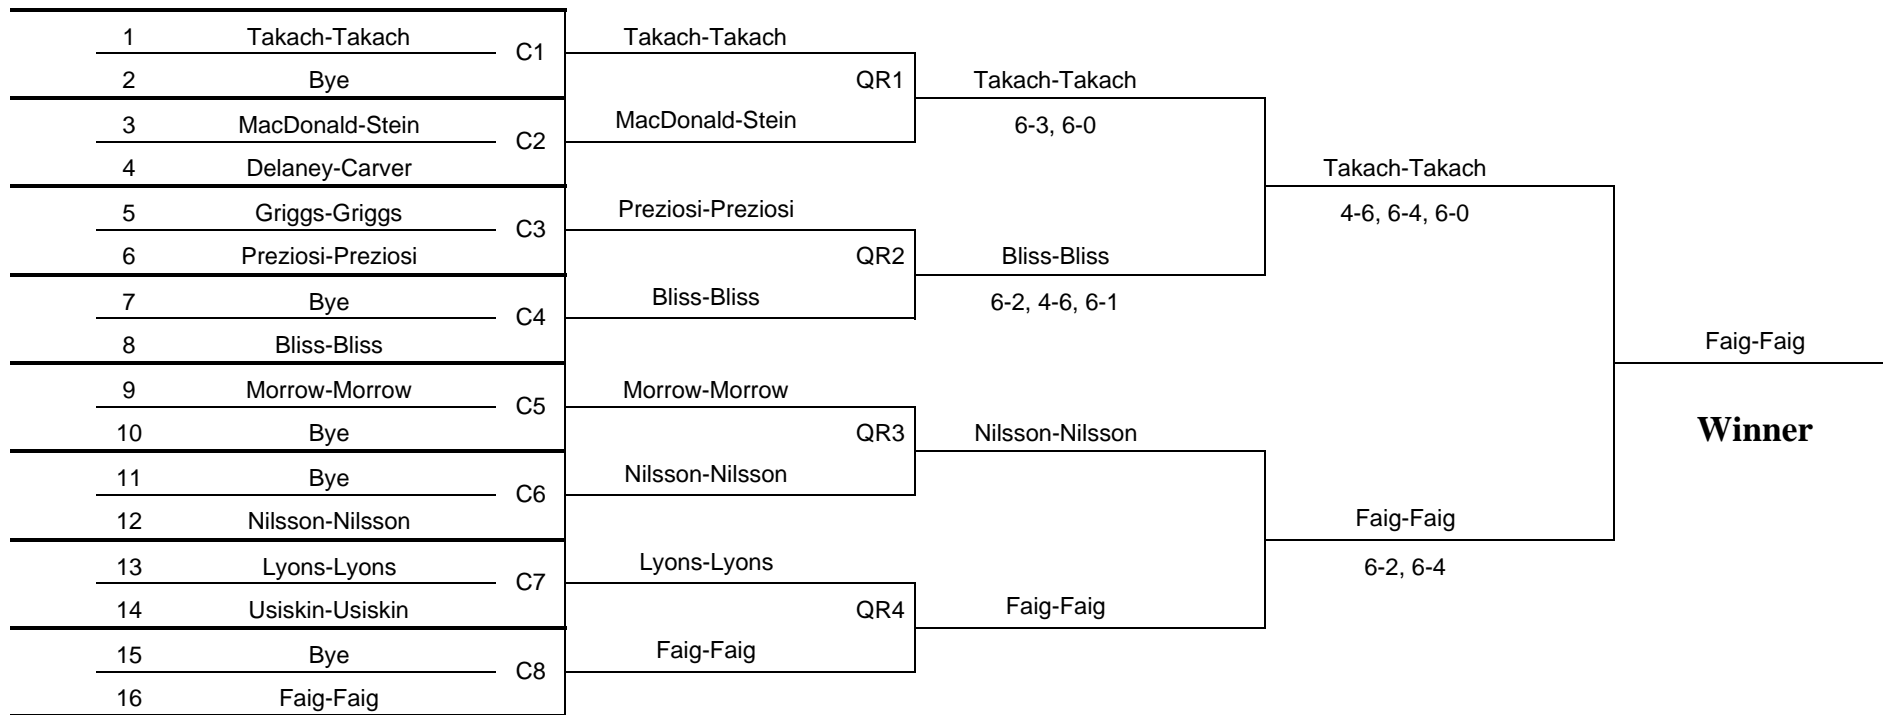 1 Takach-Takach
C1
2 Bye
3 MacDonald-Stein
C2
4 Delaney-Carver
5 Griggs-Griggs
C3
6 Preziosi-Preziosi
7 Bye
C4
8 Bliss-Bliss
9 Morrow-Morrow
C5
10 Bye
11 Bye
C6
12 Nilsson-Nilsson
13 Lyons-Lyons
C7
14 Usiskin-Usiskin
15 Bye
C8
16 Faig-Faig
Takach-Takach
QR1
MacDonald-Stein
Preziosi-Preziosi
QR2
Bliss-Bliss
Morrow-Morrow
QR3
Nilsson-Nilsson
Lyons-Lyons
QR4
Faig-Faig
Takach-Takach
6-3, 6-0
Bliss-Bliss
6-2, 4-6, 6-1
Nilsson-Nilsson
Faig-Faig
Takach-Takach
4-6, 6-4, 6-0
Faig-Faig
6-2, 6-4
Faig-Faig
Winner